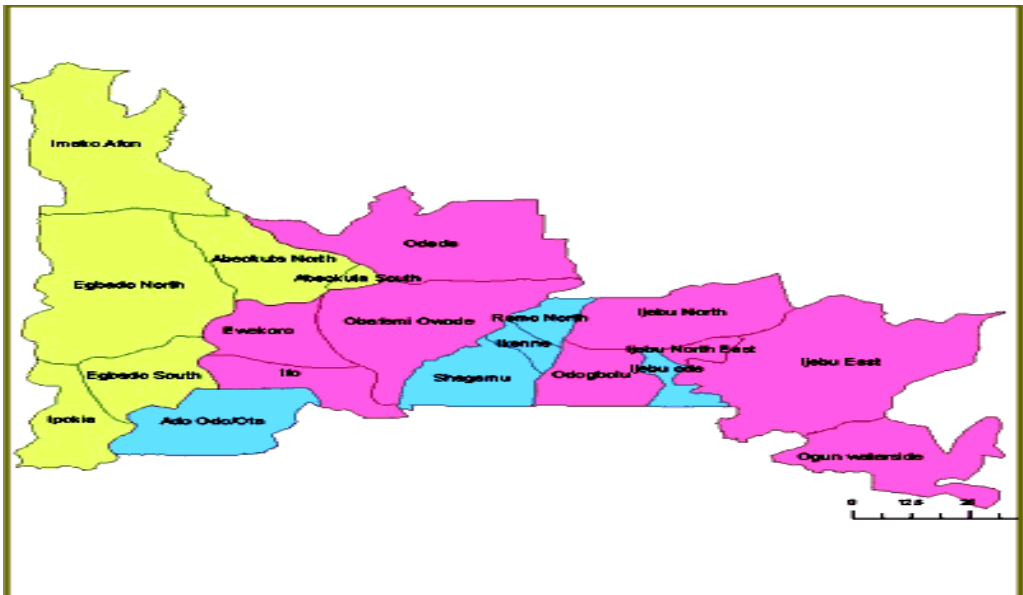 Imeko Afon
Odeda
Abeokuta North
Abeokuta South
Egbado North
Obafemi Owode
Remo North
Ijebu North
Ewekoro
Ikenne
Ijebu North East
Ijebu East
Egbado South
Ifo
Shagamu
Odogbolu
Ijebu ode
Ipokia
Ado Odo/Ota
Ogun waterside
0 12.5 25